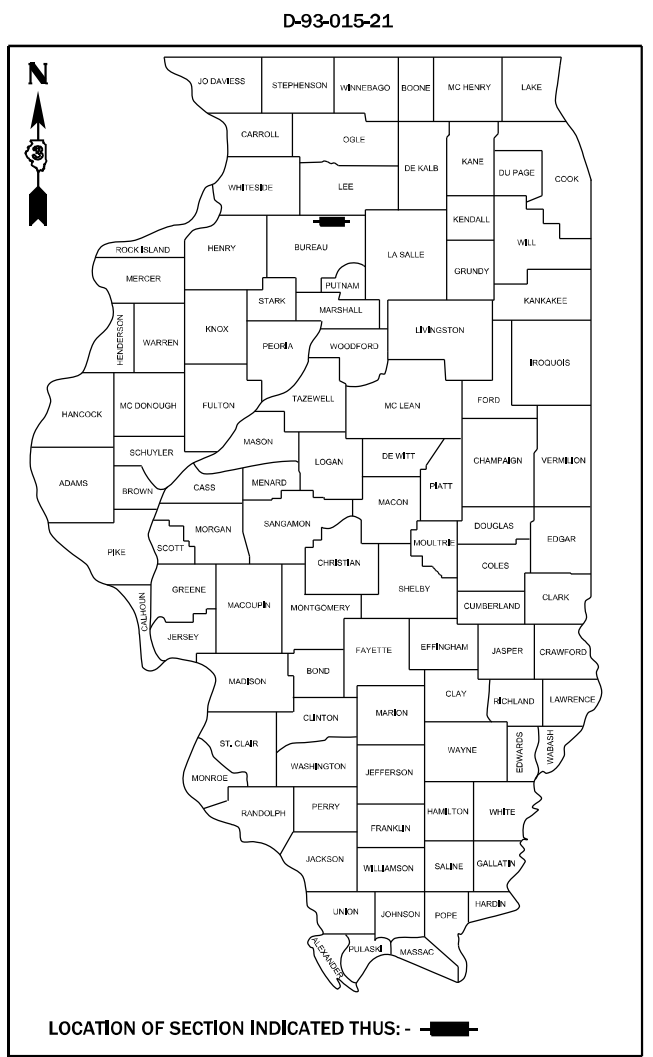 D-93-015-21
N
3
JO DAVIESS
STEPHENSON
WINNEBAGO
BOONE
MC HENRY
LAKE
CARROLL
OGLE
DE KALB
KANE
DU PAGE
COOK
WHITESIDE
LEE
KENDALL
WILL
ROCK ISLAND
HENRY
BUREAU
LA SALLE
GRUNDY
MERCER
PUTNAM
KANKAKEE
STARK
MARSHALL
HENDERSON
WARREN
KNOX
PEORIA
WOODFORD
LIVINGSTON
IROQUOIS
HANCOCK
MC DONOUGH
FULTON
TAZEWELL
MC LEAN
FORD
MASON
SCHUYLER
LOGAN
DE WITT
CHAMPAIGN
VERMILION
ADAMS
BROWN
CASS
MENARD
PIATT
MACON
MORGAN
SANGAMON
DOUGLAS
PIKE
SCOTT
CHRISTIAN
MOULTRIE
EDGAR
COLES
GREENE
SHELBY
CALHOUN
MACOUPIN
MONTGOMERY
CUMBERLAND
CLARK
JERSEY
FAYETTE
EFFINGHAM
JASPER
CRAWFORD
MADISON
BOND
CLAY
RICHLAND
LAWRENCE
CLINTON
MARION
ST. CLAIR
WAYNE
EDWARDS
WABASH
WASHINGTON
JEFFERSON
MONROE
RANDOLPH
PERRY
HAMILTON
WHITE
FRANKLIN
JACKSON
WILLIAMSON
SALINE
GALLATIN
UNION
JOHNSON
POPE
HARDIN
ALEXANDER
PULASKI
MASSAC
LOCATION OF SECTION INDICATED THUS: -